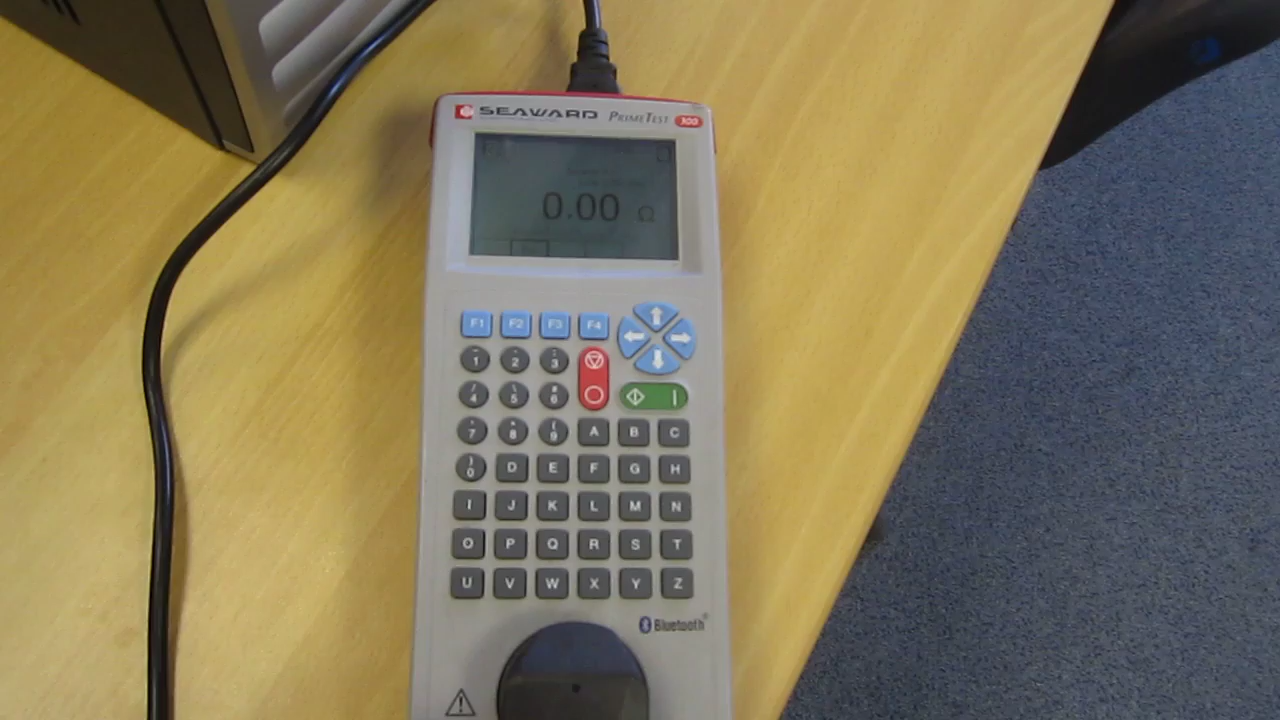 SEAWARD PRIMETEST 300
0.00 Ω
F1 F2 F3 F4
1 2 3
4 5 6
7 8 9 A B C
0 D E F G H
I J K L M N
O P Q R S T
U V W X Y Z
Bluetooth®